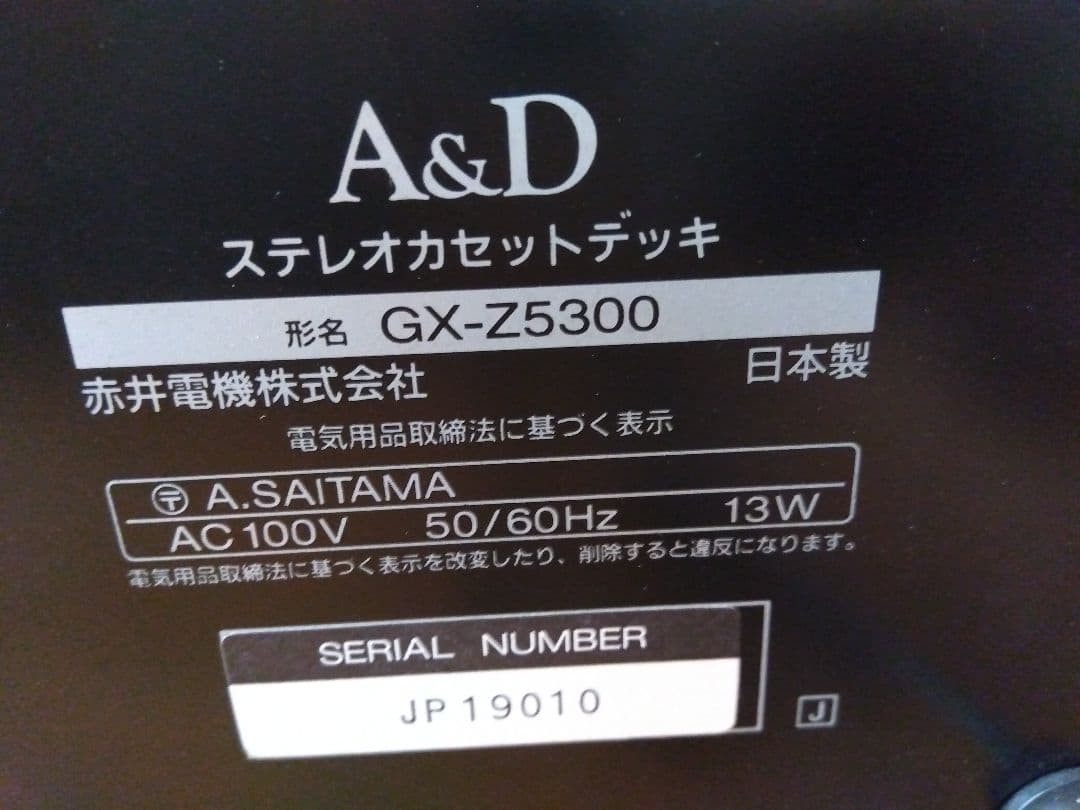 A&D
ステレオカセットデッキ
形名 GX-Z5300
赤井電機株式会社 日本製
電気用品取締法に基づく表示
〒 A.SAITAMA
AC100V 50/60Hz 13W
電気用品取締法に基づく表示を改変したり、削除すると違反になります。
SERIAL NUMBER
JP19010
J